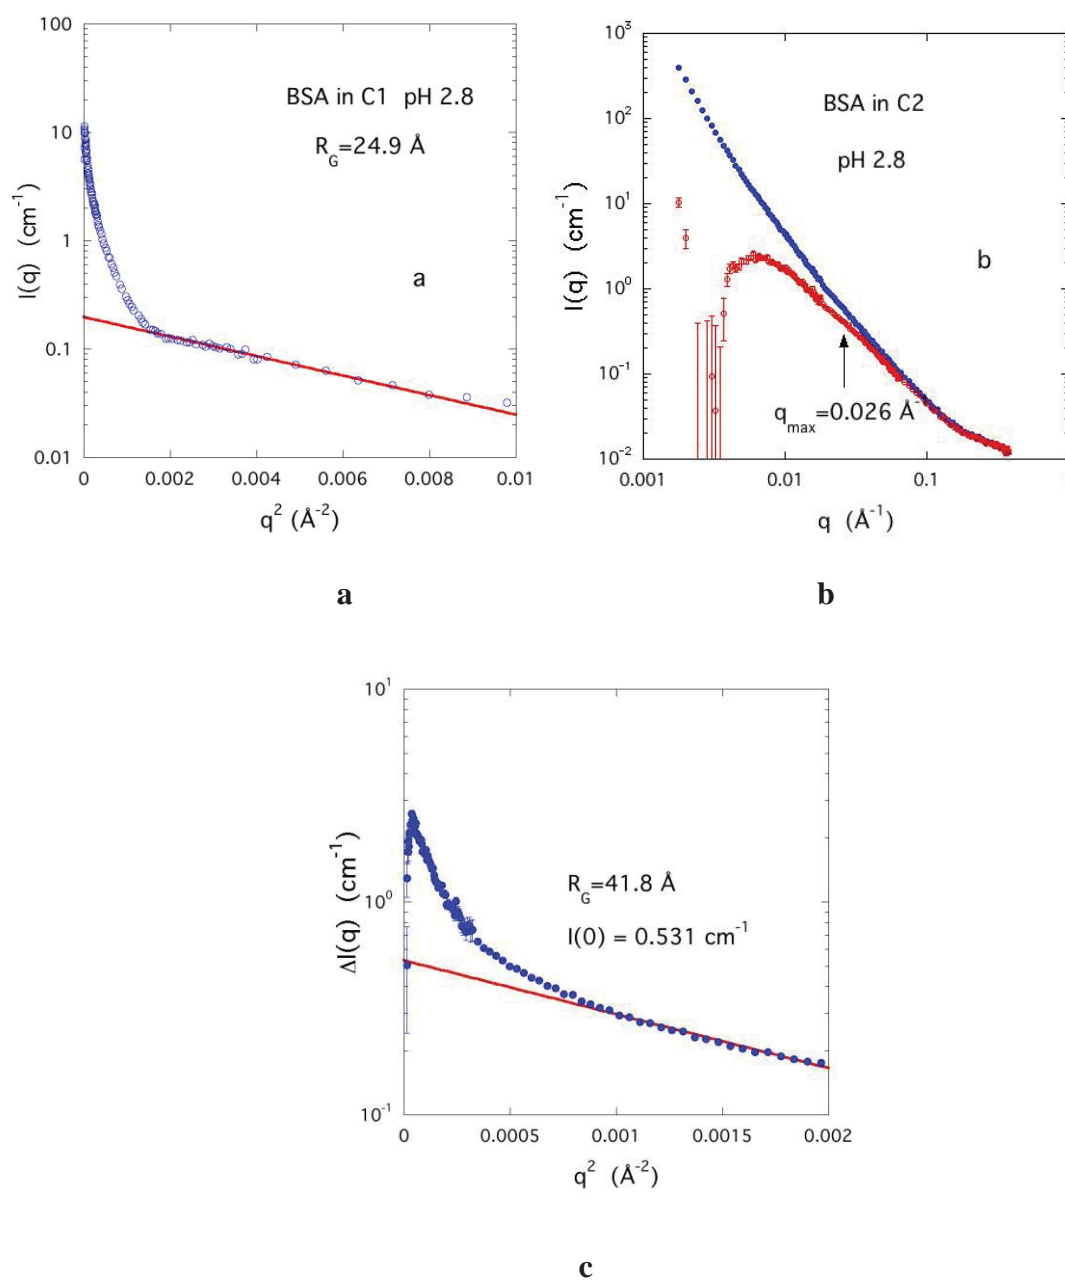 100
10
1
0.1
0.01
I(q) (cm⁻¹)
BSA in C1 pH 2.8
R_G=24.9 Å
a
0 0.002 0.004 0.006 0.008 0.01
q² (Å⁻²)
a
10³
10²
10¹
10⁰
10⁻¹
10⁻²
I(q) (cm⁻¹)
BSA in C2
pH 2.8
b
q_max=0.026 Å⁻
0.001 0.01 0.1
q (Å⁻¹)
b
10¹
10⁰
10⁻¹
ΔI(q) (cm⁻¹)
R_G=41.8 Å
I(0) = 0.531 cm⁻¹
0 0.0005 0.001 0.0015 0.002
q² (Å⁻²)
c